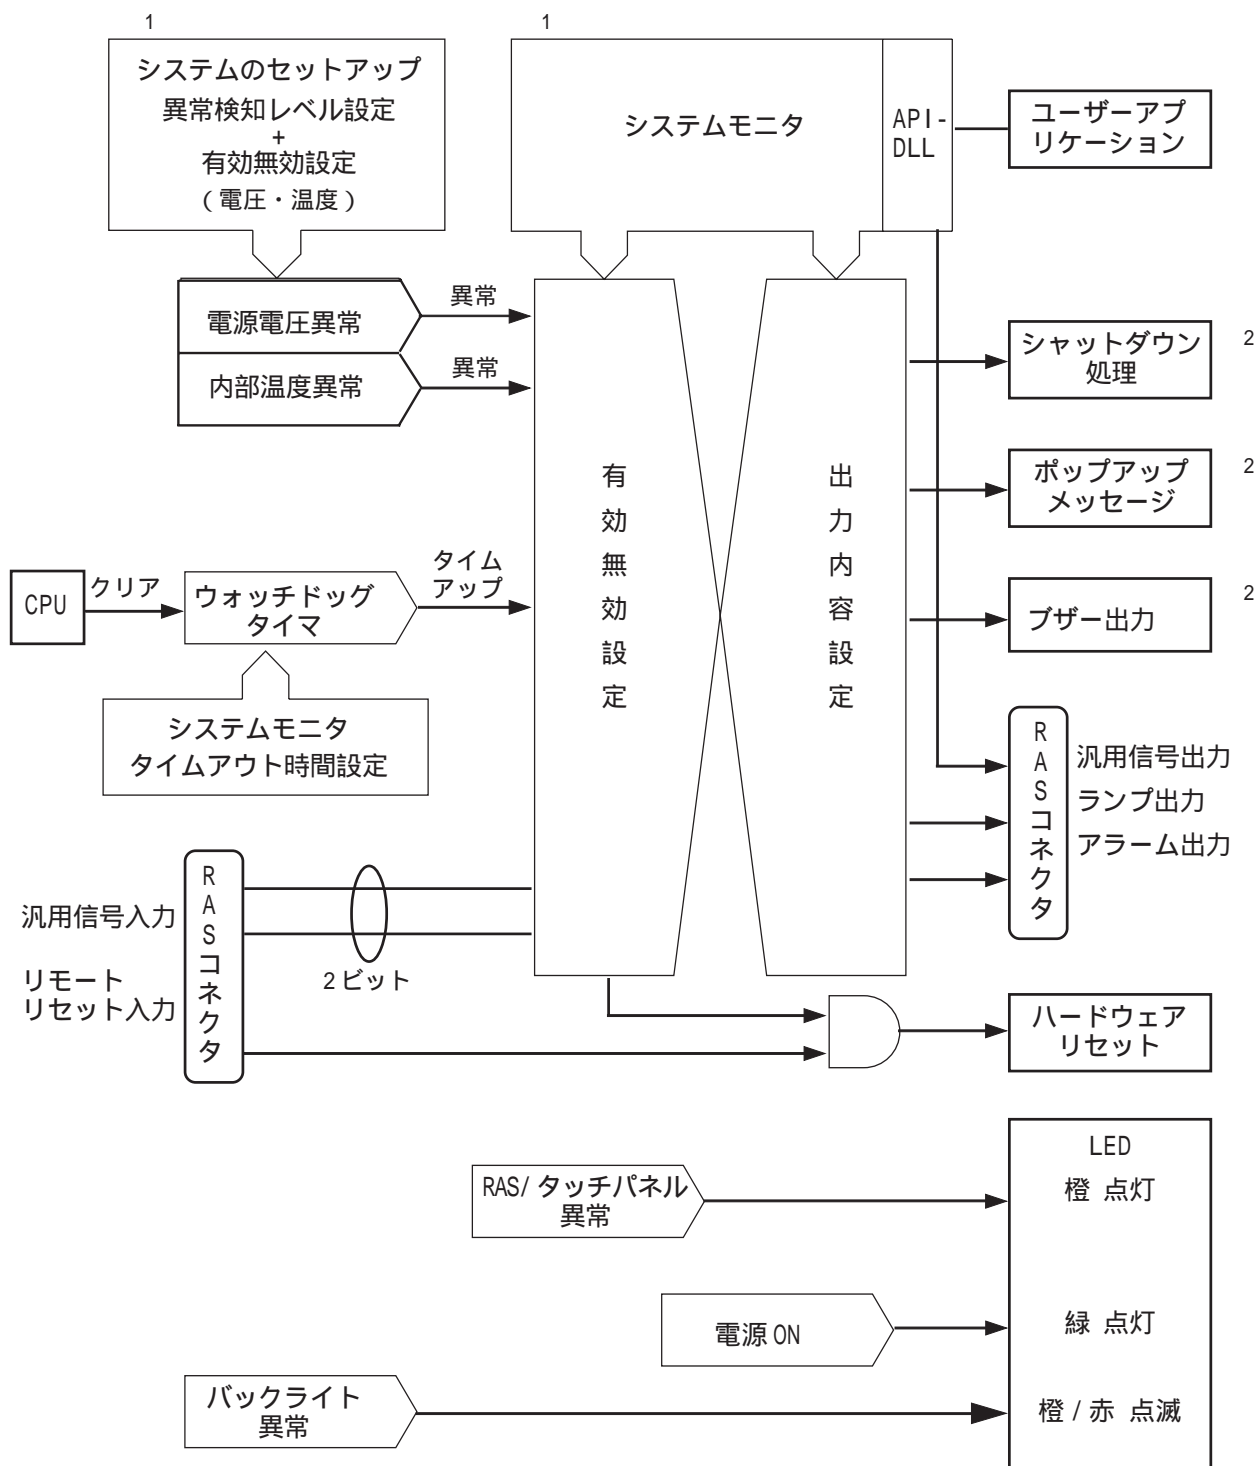 1
1
システムのセットアップ
異常検知レベル設定
+
有効無効設定
(電圧・温度)
システムモニタ
API-
DLL
ユーザーアプ
リケーション
電源電圧異常
異常
内部温度異常
異常
有効無効設定
出力内容設定
シャットダウン
処理
2
ポップアップ
メッセージ
2
ブザー出力
2
CPU
クリア
ウォッチドッグ
タイマ
タイム
アップ
システムモニタ
タイムアウト時間設定
RASコネクタ
汎用信号出力
ランプ出力
アラーム出力
汎用信号入力
リモート
リセット入力
RASコネクタ
2ビット
ハードウェア
リセット
LED
RAS/タッチパネル
異常
橙 点灯
電源ON
緑 点灯
バックライト
異常
橙/赤 点滅